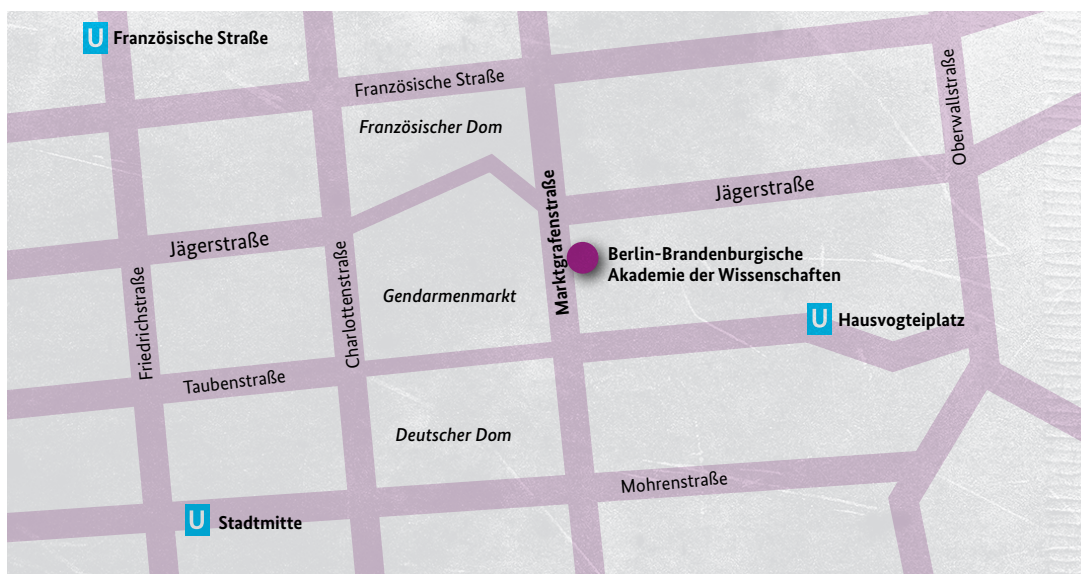 U Französische Straße
Französische Straße
Oberwallstraße
Französischer Dom
Jägerstraße
Marktgrafenstraße
Jägerstraße
Berlin-Brandenburgische
Akademie der Wissenschaften
Friedrichstraße
Charlottenstraße
Gendarmenmarkt
U Hausvogteiplatz
Taubenstraße
Deutscher Dom
Mohrenstraße
U Stadtmitte